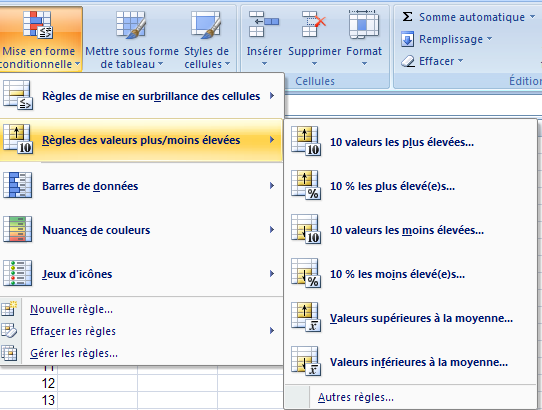 Mise en forme
conditionnelle
Mettre sous forme
de tableau
Styles de
cellules
Insérer
Supprimer
Format
Cellules
Σ Somme automatique
Remplissage
Effacer
Édition
Règles de mise en surbrillance des cellules
Règles des valeurs plus/moins élevées
Barres de données
Nuances de couleurs
Jeux d'icônes
Nouvelle règle...
Effacer les règles
Gérer les règles...
10 valeurs les plus élevées...
10 % les plus élevé(e)s...
10 valeurs les moins élevées...
10 % les moins élevé(e)s...
Valeurs supérieures à la moyenne...
Valeurs inférieures à la moyenne...
Autres règles...
11
12
13